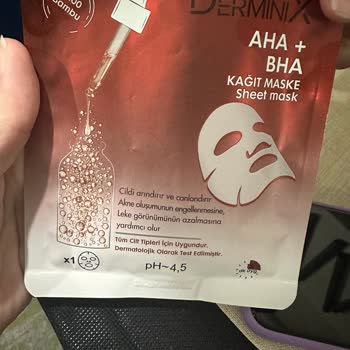 DERMINIX
Bambu
AHA +
BHA
KAĞIT MASKE
Sheet mask
Cildi arındırır ve canlandırır
Akne oluşumunun engellenmesine,
Leke görünümünün azalmasına
yardımcı olur
Tüm Cilt Tipleri İçin Uygundur.
Dermatolojik Olarak Test Edilmiştir.
x1
pH~4,5